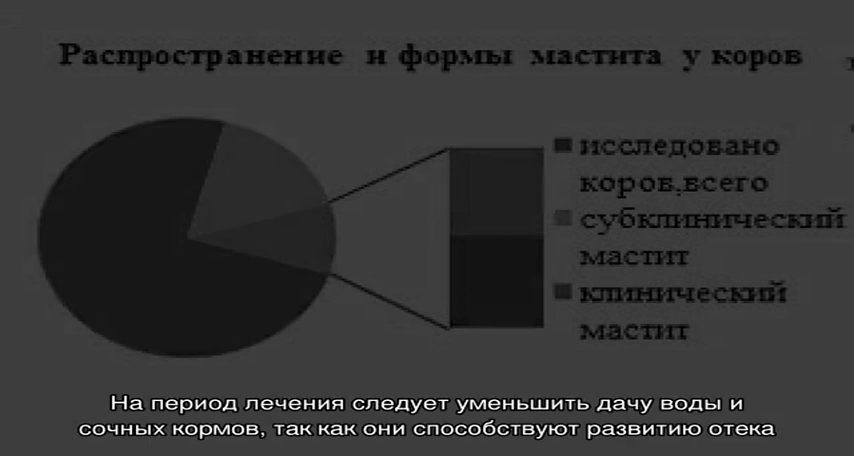 Распространение и формы мастита у коров
исследовано
коров,всего
субклинический
мастит
клинический
мастит
На период лечения следует уменьшить дачу воды и
сочных кормов, так как они способствуют развитию отека